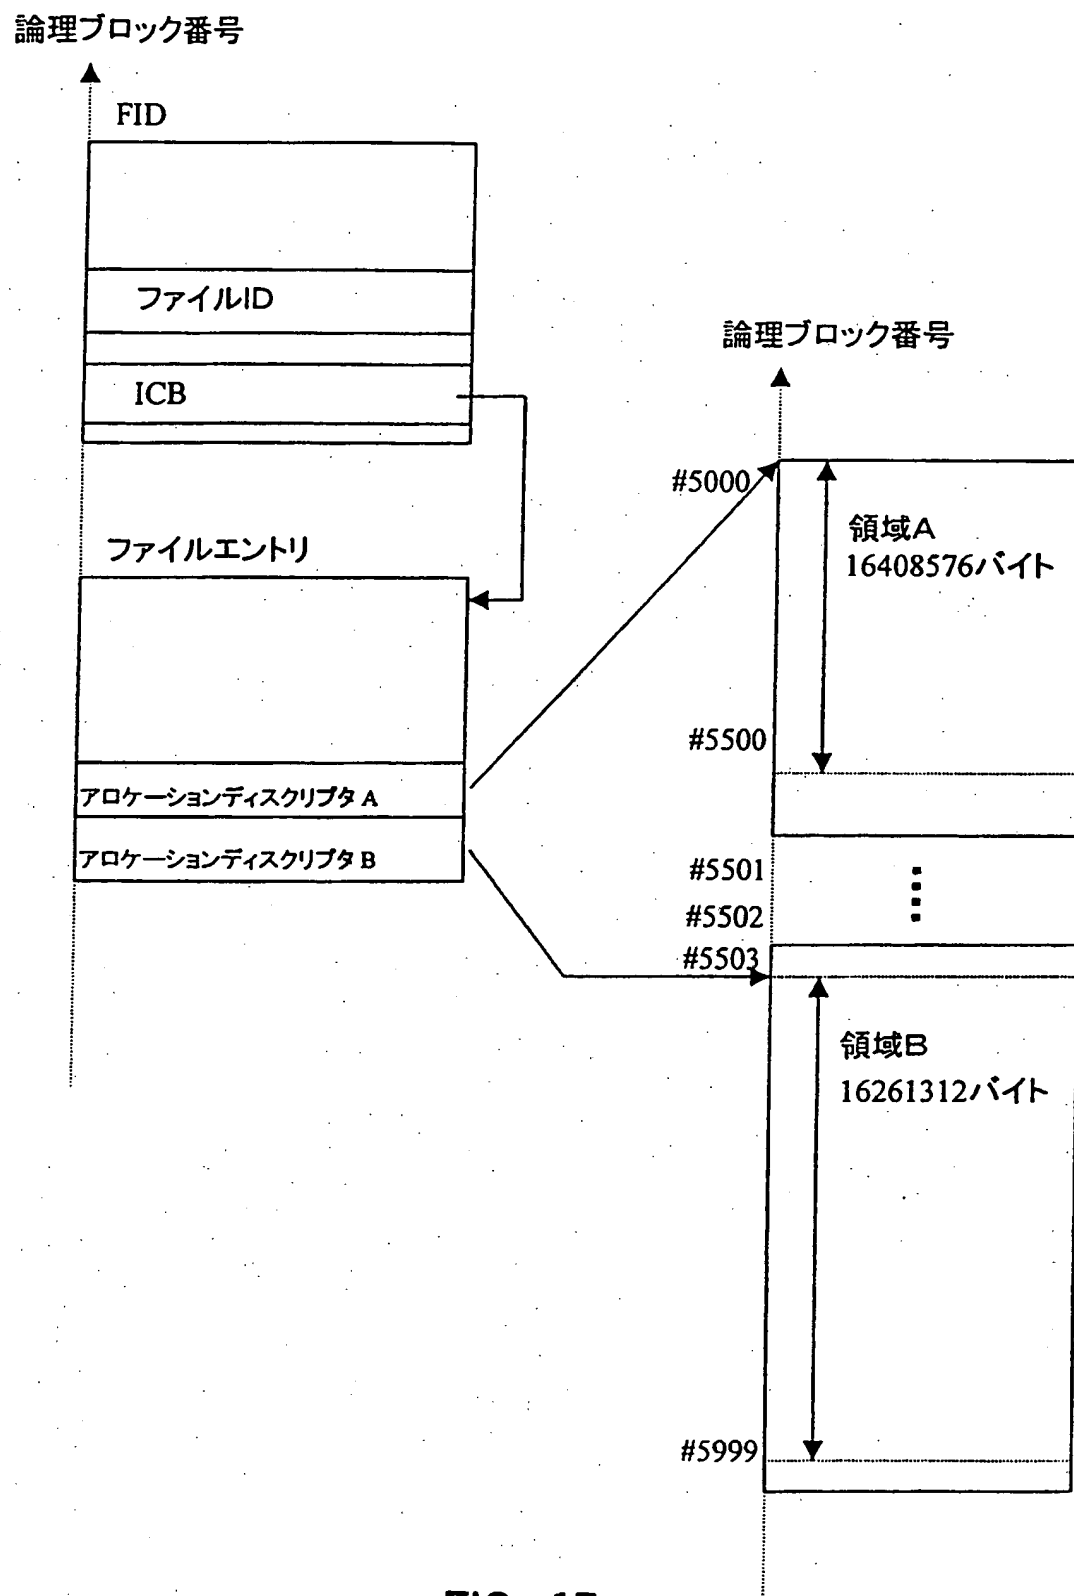 論理ブロック番号
FID
ファイルID
ICB
ファイルエントリ
アロケーションディスクリプタ A
アロケーションディスクリプタ B
論理ブロック番号
#5000
領域A
16408576バイト
#5500
#5501
#5502
#5503
領域B
16261312バイト
#5999